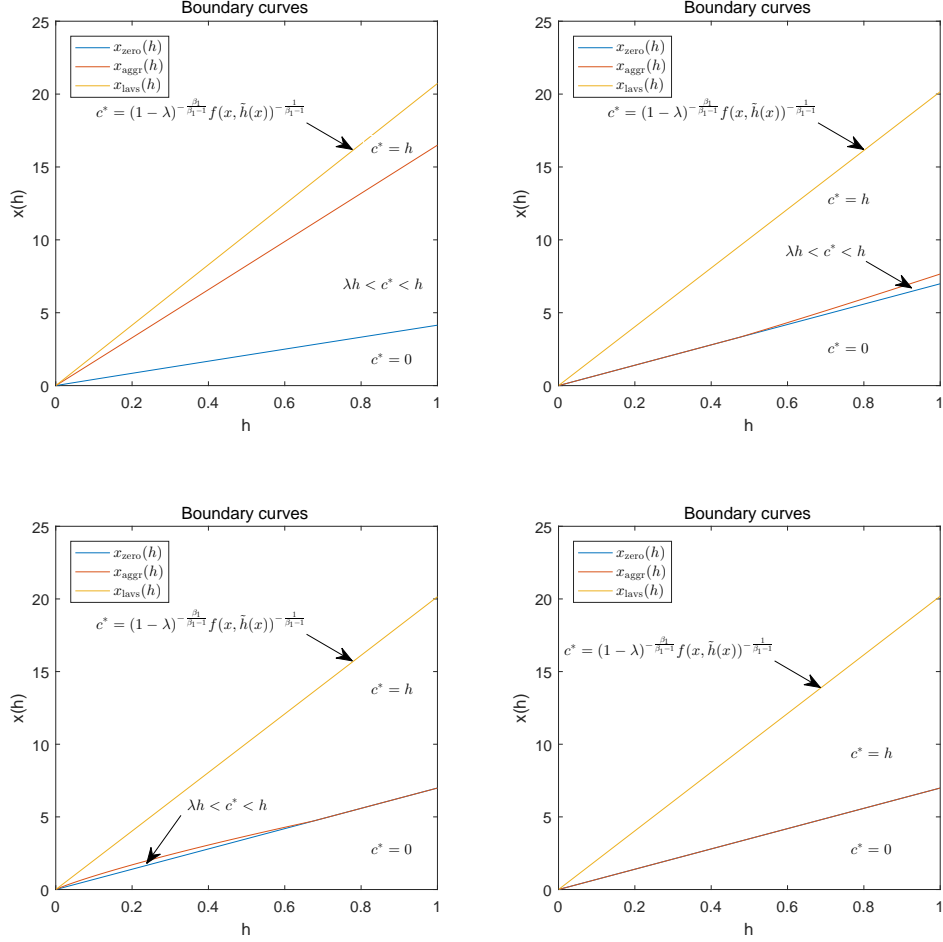 Boundary curves
25
20
15
10
5
0
x(h)
x_zero(h)
x_aggr(h)
x_lavs(h)
c* = (1 − λ)^{−β₁/(β₁−1)} f(x, h̃(x))^{−1/(β₁−1)}
c* = h
λh < c* < h
c* = 0
0 0.2 0.4 0.6 0.8 1
h
Boundary curves
25
20
15
10
5
0
x(h)
x_zero(h)
x_aggr(h)
x_lavs(h)
c* = (1 − λ)^{−β₁/(β₁−1)} f(x, h̃(x))^{−1/(β₁−1)}
c* = h
λh < c* < h
c* = 0
0 0.2 0.4 0.6 0.8 1
h
Boundary curves
25
20
15
10
5
0
x(h)
x_zero(h)
x_aggr(h)
x_lavs(h)
c* = (1 − λ)^{−β₁/(β₁−1)} f(x, h̃(x))^{−1/(β₁−1)}
c* = h
λh < c* < h
c* = 0
0 0.2 0.4 0.6 0.8 1
h
Boundary curves
25
20
15
10
5
0
x(h)
x_zero(h)
x_aggr(h)
x_lavs(h)
c* = (1 − λ)^{−β₁/(β₁−1)} f(x, h̃(x))^{−1/(β₁−1)}
c* = h
c* = 0
0 0.2 0.4 0.6 0.8 1
h